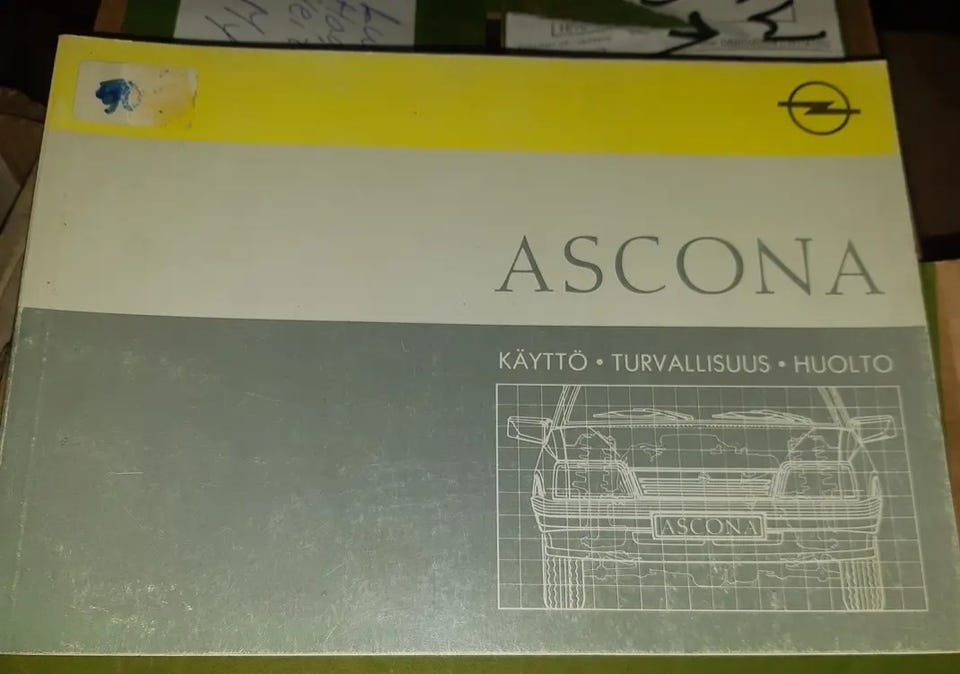 ASCONA
KÄYTTÖ • TURVALLISUUS • HUOLTO
ASCONA